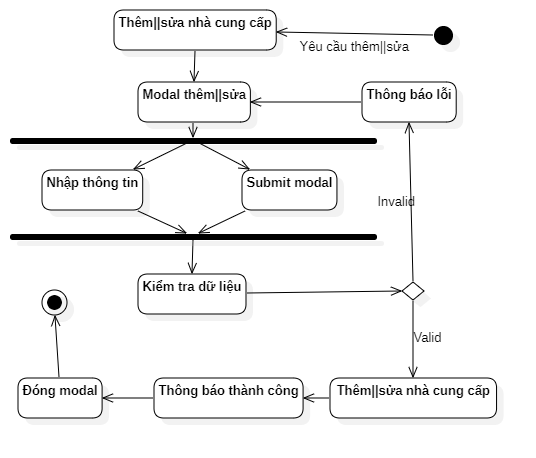 Thêm||sửa nhà cung cấp
Yêu cầu thêm||sửa
Modal thêm||sửa
Thông báo lỗi
Nhập thông tin
Submit modal
Invalid
Kiểm tra dữ liệu
Valid
Đóng modal
Thông báo thành công
Thêm||sửa nhà cung cấp